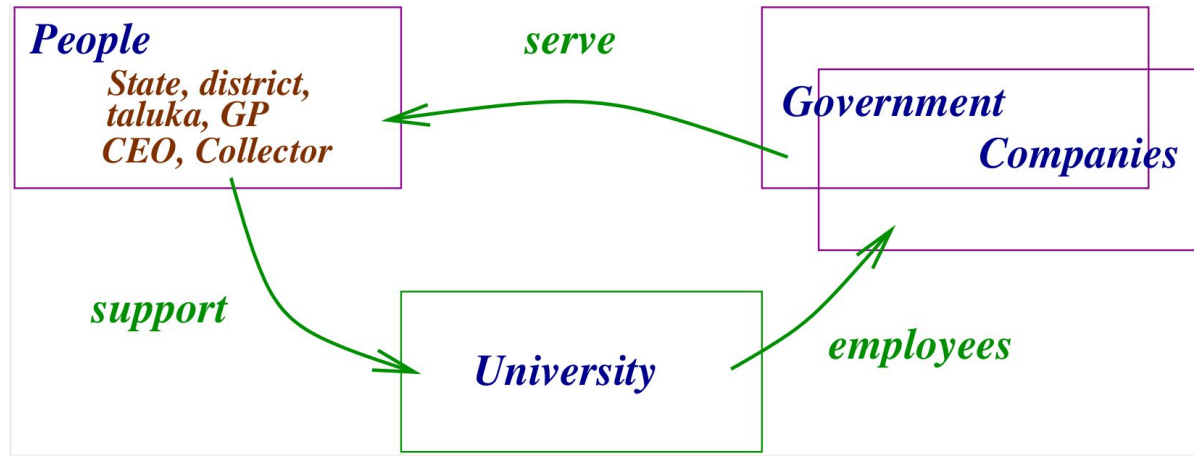 People
State, district,
taluka, GP
CEO, Collector
serve
Government
Companies
support
University
employees